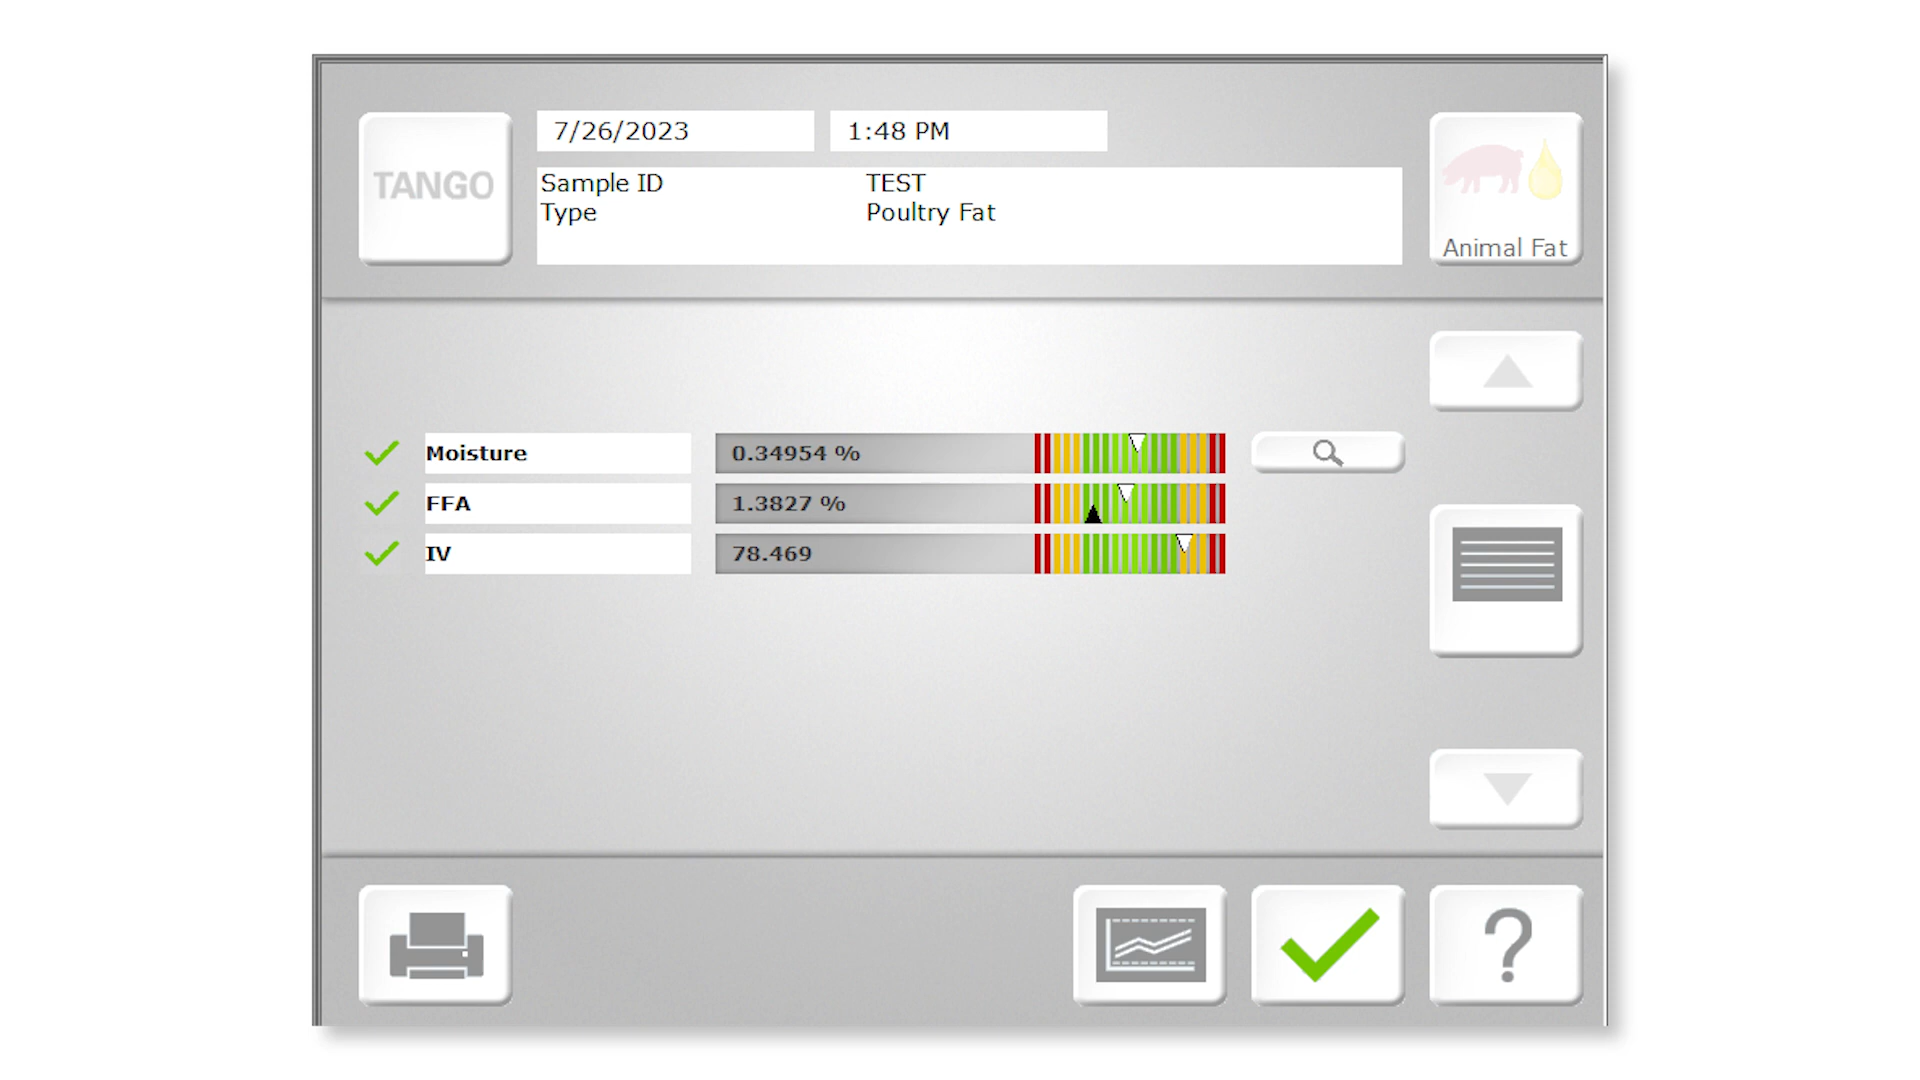 TANGO
7/26/2023 1:48 PM
Sample ID TEST
Type Poultry Fat
Animal Fat
Moisture 0.34954 %
FFA 1.3827 %
IV 78.469
?